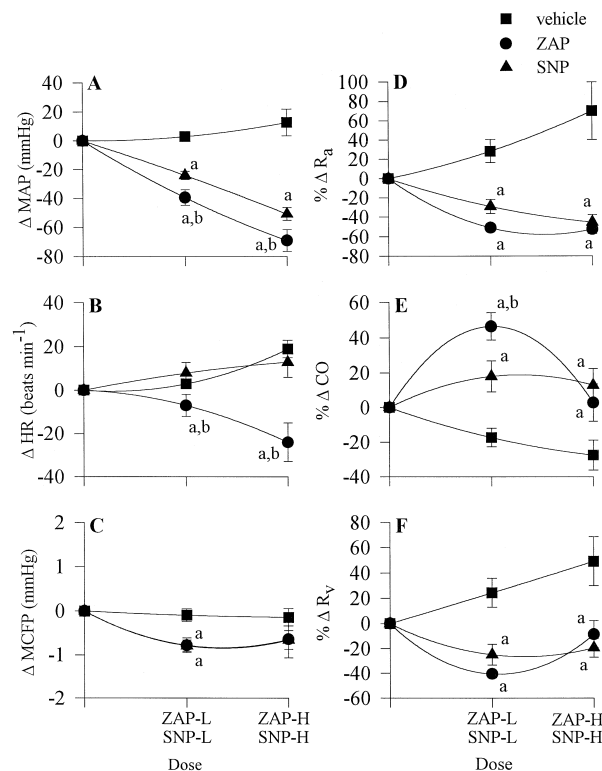 vehicle
ZAP
SNP
A
40
20
0
-20
-40
-60
-80
Δ MAP (mmHg)
a
a
a,b
a,b
D
100
80
60
40
20
0
-20
-40
-60
-80
% Δ Ra
a
a
a
a
B
40
20
0
-20
-40
Δ HR (beats min-1)
a,b
a,b
E
60
40
20
0
-20
-40
% Δ CO
a,b
a
a
a
C
2
1
0
-1
-2
Δ MCFP (mmHg)
a
a
ZAP-L ZAP-H
SNP-L SNP-H
Dose
F
80
60
40
20
0
-20
-40
-60
% Δ Rv
a
a
a
a
ZAP-L ZAP-H
SNP-L SNP-H
Dose